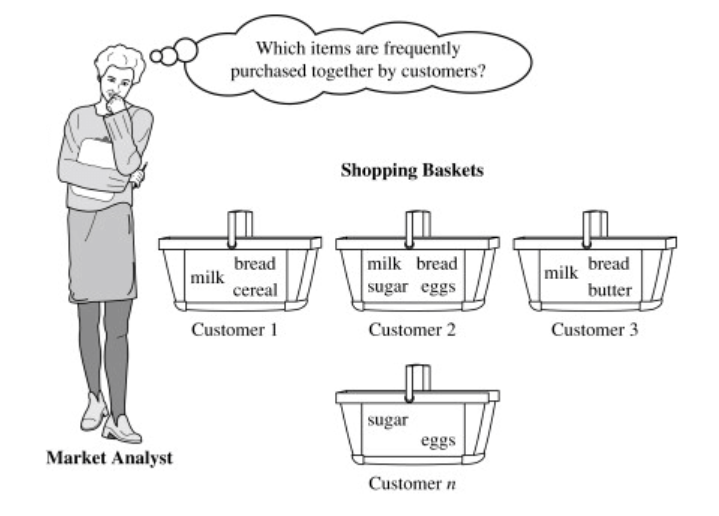 Which items are frequently
purchased together by customers?
Shopping Baskets
milk bread
cereal
Customer 1
milk bread
sugar eggs
Customer 2
milk bread
butter
Customer 3
sugar
eggs
Customer n
Market Analyst